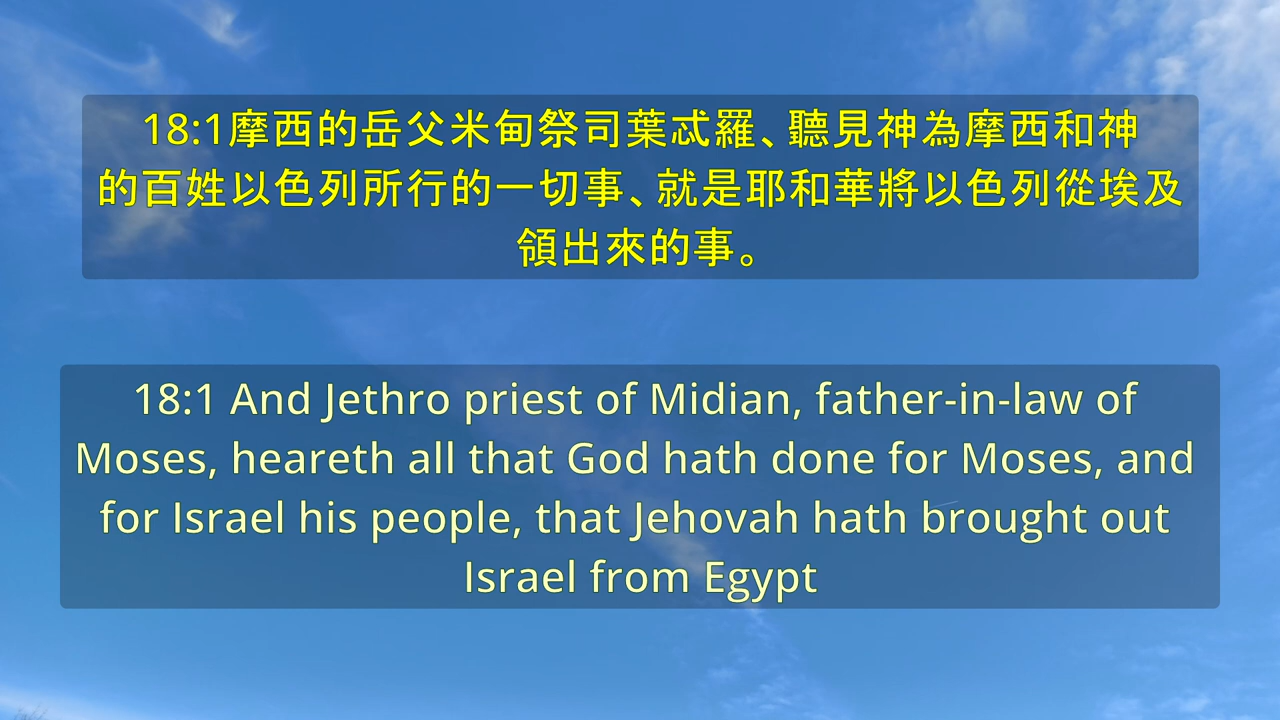 18:1摩西的岳父米甸祭司葉忒羅、聽見神為摩西和神
的百姓以色列所行的一切事、就是耶和華將以色列從埃及
領出來的事。
18:1 And Jethro priest of Midian, father-in-law of
Moses, heareth all that God hath done for Moses, and
for Israel his people, that Jehovah hath brought out
Israel from Egypt